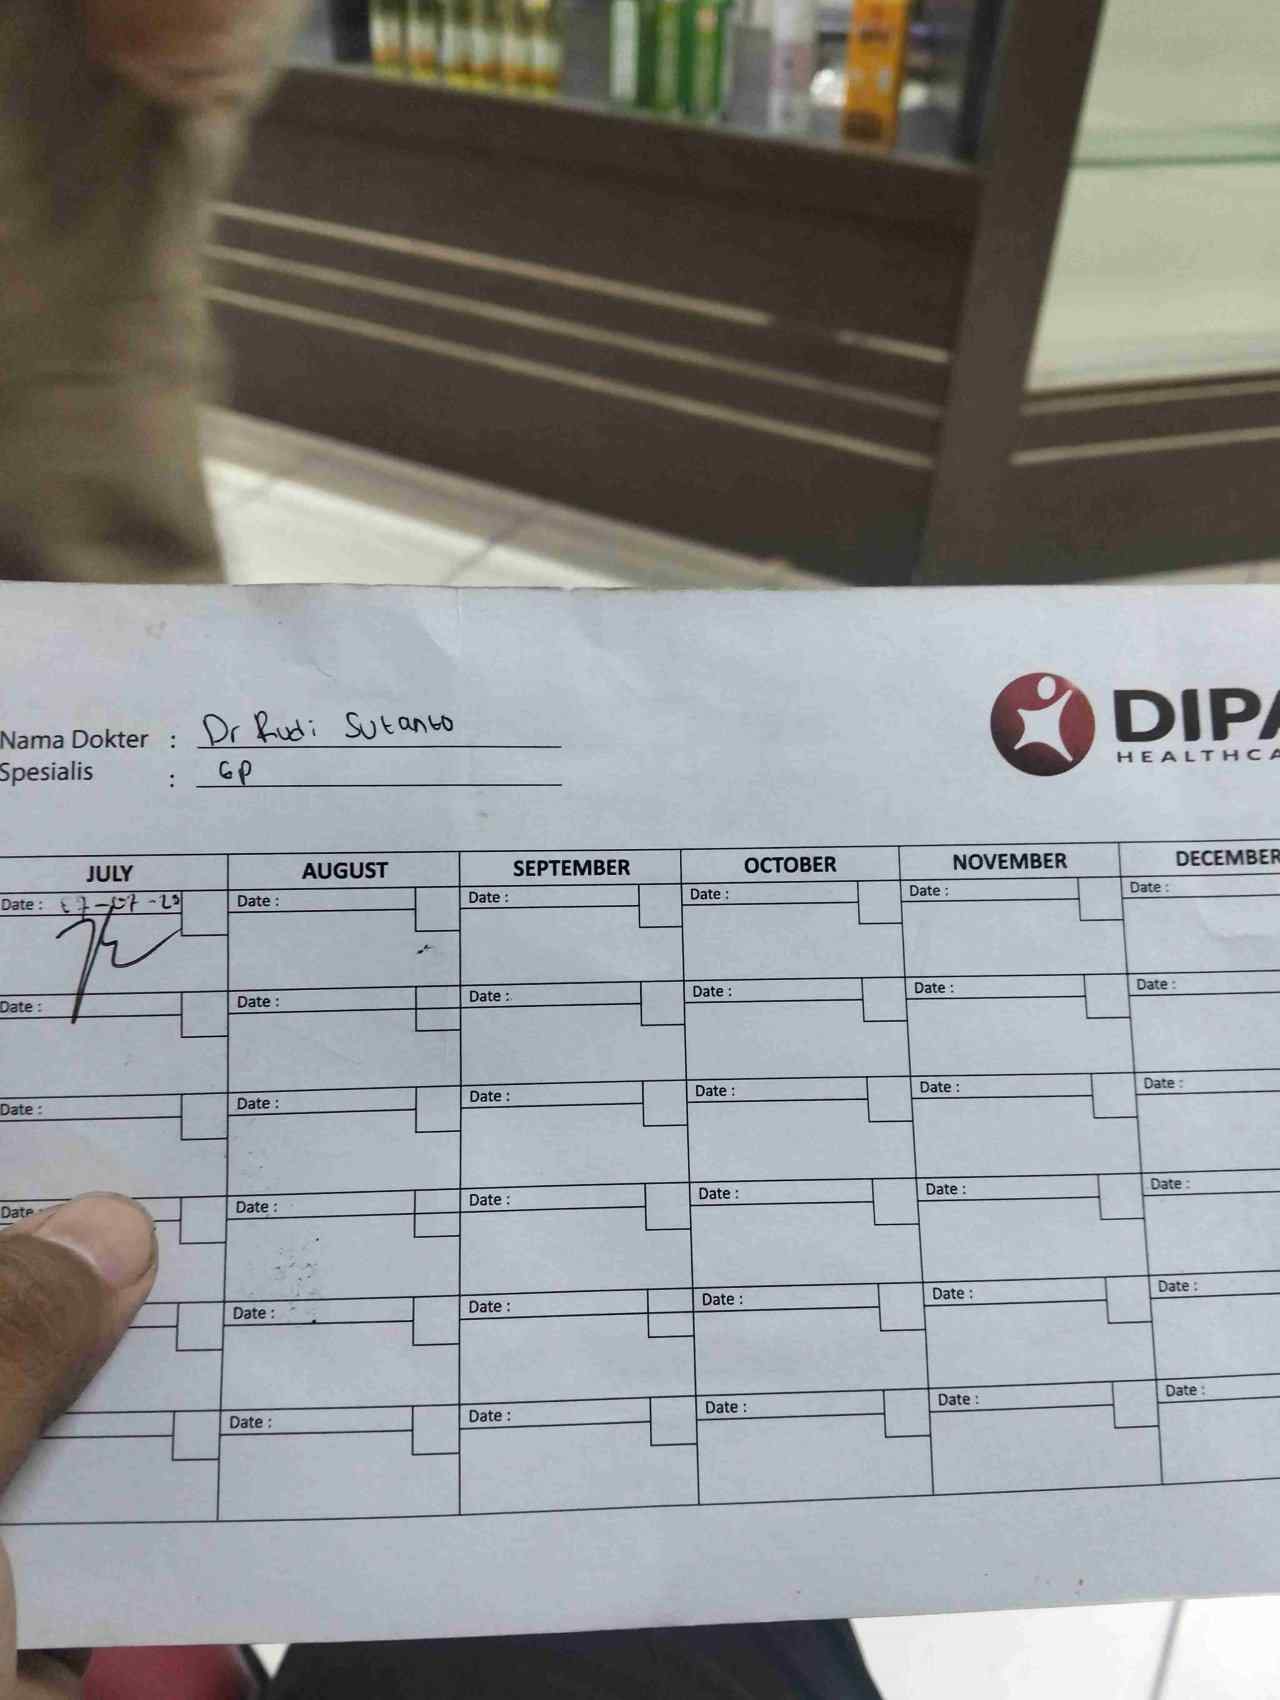 Nama Dokter : Dr Rudi Sutanto
Spesialis : GP
DIPA
HEALTHCA
JULY AUGUST SEPTEMBER OCTOBER NOVEMBER DECEMBER
Date : Date : Date : Date : Date : Date :
Date : Date : Date : Date : Date : Date :
Date : Date : Date : Date : Date : Date :
Date : Date : Date : Date : Date : Date :
Date : Date : Date : Date : Date :
Date : Date : Date : Date : Date :